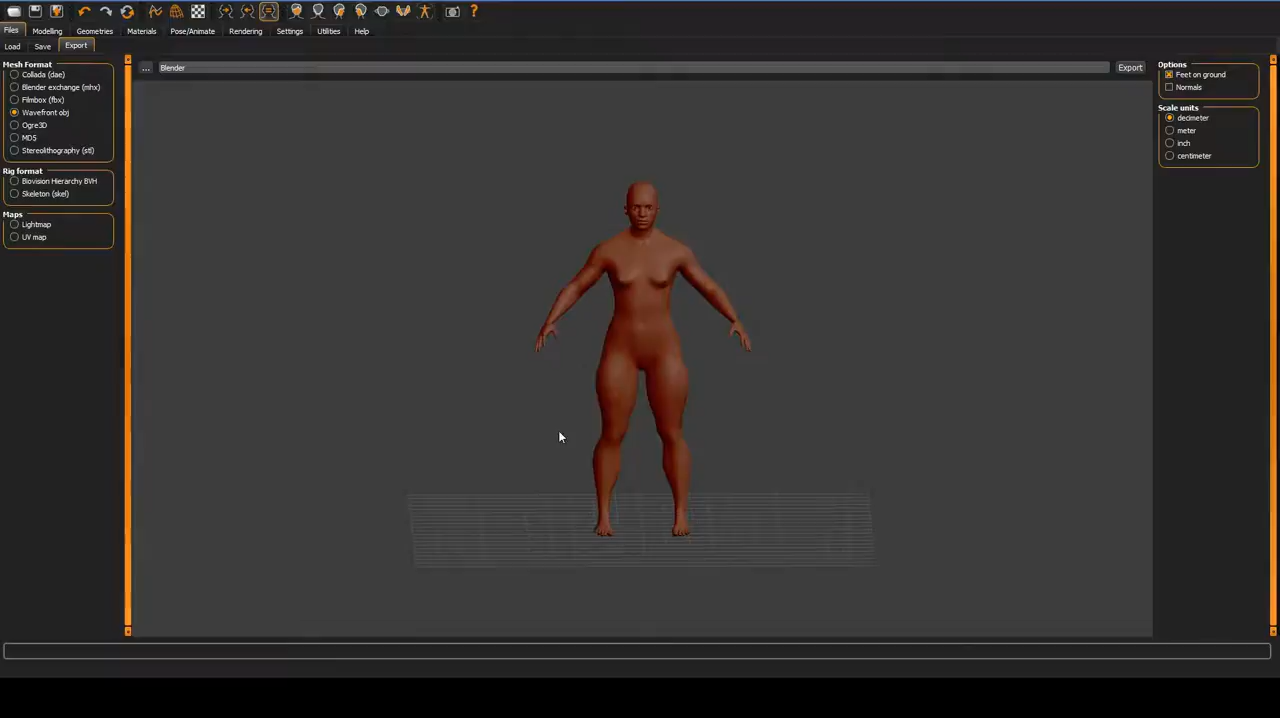 Files Modelling Geometries Materials Pose/Animate Rendering Settings Utilities Help
Load Save Export
Mesh Format
Collada (dae)
Blender exchange (mhx)
Filmbox (fbx)
Wavefront obj
Ogre3D
MD5
Stereolithography (stl)
Rig format
Biovision Hierarchy BVH
Skeleton (skel)
Maps
Lightmap
UV map
... Blender Export
Options
Feet on ground
Normals
Scale units
decimeter
meter
inch
centimeter